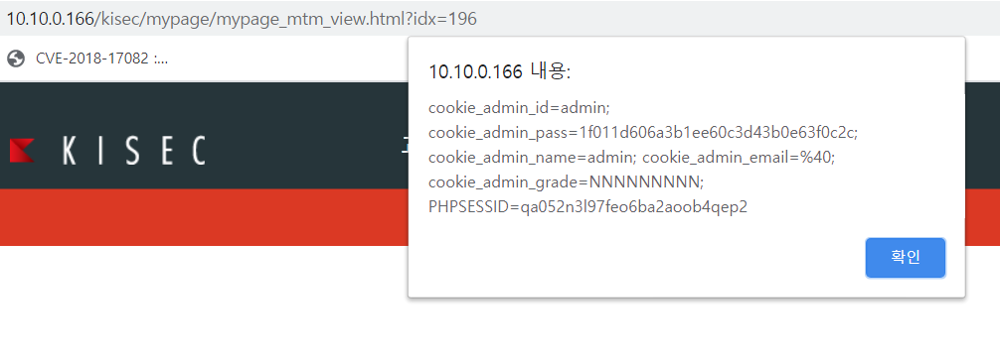 10.10.0.166/kisec/mypage/mypage_mtm_view.html?idx=196
CVE-2018-17082 :...
KISEC
10.10.0.166 내용:
cookie_admin_id=admin;
cookie_admin_pass=1f011d606a3b1ee60c3d43b0e63f0c2c;
cookie_admin_name=admin; cookie_admin_email=%40;
cookie_admin_grade=NNNNNNNNN;
PHPSESSID=qa052n3l97feo6ba2aoob4qep2
확인